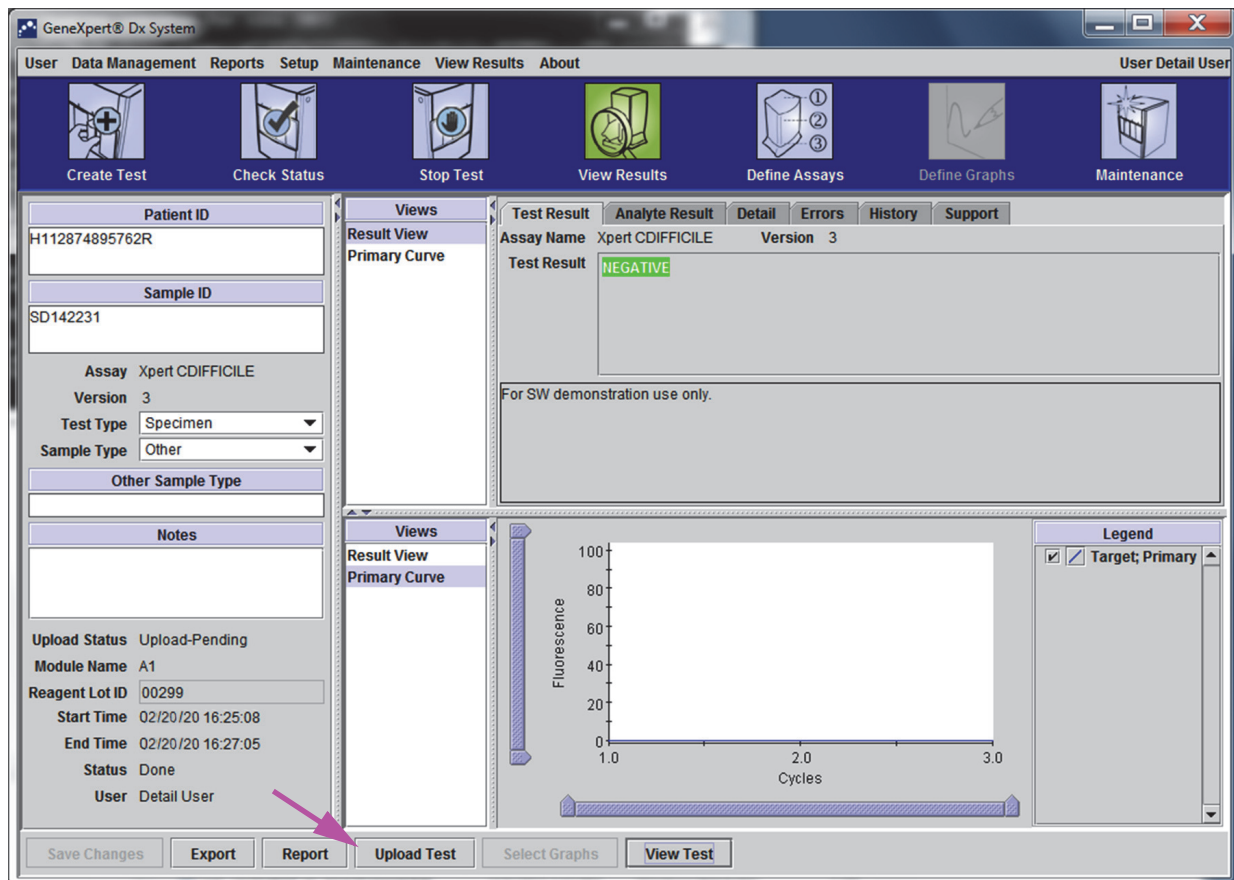 GeneXpert® Dx System
User Data Management Reports Setup Maintenance View Results About User Detail User
Create Test Check Status Stop Test View Results Define Assays Define Graphs Maintenance
①
②
③
Patient ID
H112874895762R
Sample ID
SD142231
Assay Xpert CDIFFICILE
Version 3
Test Type Specimen
Sample Type Other
Other Sample Type
Notes
Upload Status Upload-Pending
Module Name A1
Reagent Lot ID 00299
Start Time 02/20/20 16:25:08
End Time 02/20/20 16:27:05
Status Done
User Detail User
Views
Result View
Primary Curve
Test Result Analyte Result Detail Errors History Support
Assay Name Xpert CDIFFICILE Version 3
Test Result NEGATIVE
For SW demonstration use only.
Views
Result View
Primary Curve
Fluorescence
100
80
60
40
20
0
1.0 2.0 3.0
Cycles
Legend
Target; Primary
Save Changes Export Report Upload Test Select Graphs View Test